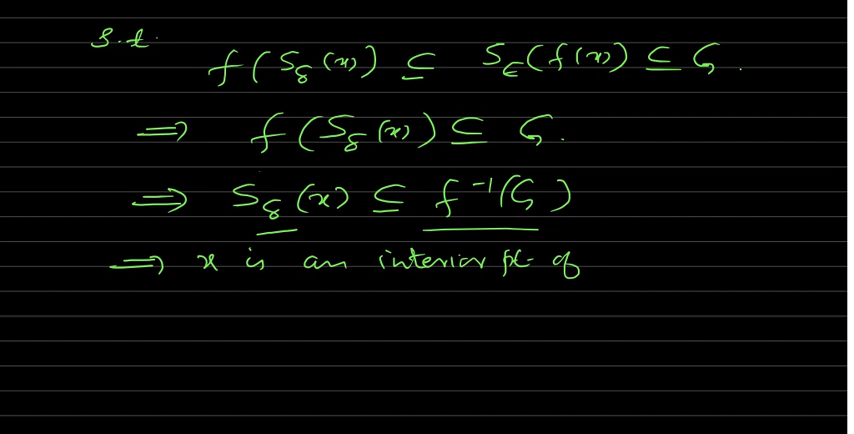 s.t.
f(S_δ(x)) ⊆ S_ε(f(x)) ⊆ G.
⟹ f(S_δ(x)) ⊆ G.
⟹ S_δ(x) ⊆ f⁻¹(G)
⟹ x is an interior pt. of